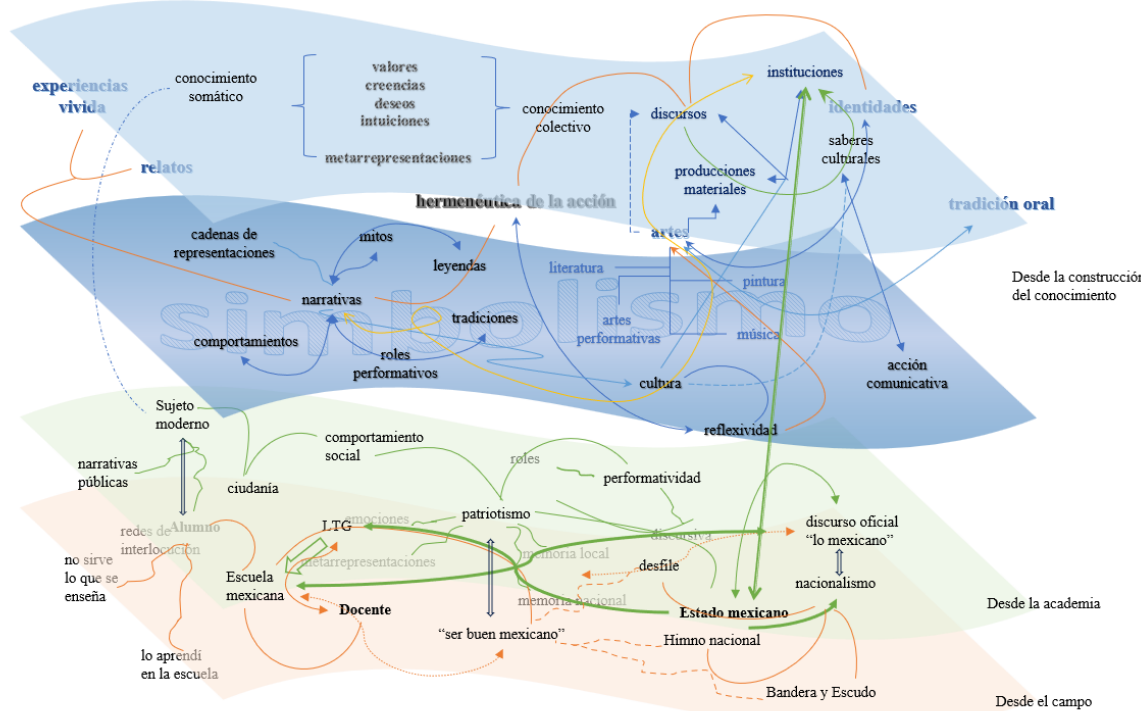 instituciones
experiencias
vivida
conocimiento
somático
valores
creencias
deseos
intuiciones
metarrepresentaciones
conocimiento
colectivo
discursos
identidades
saberes
culturales
relatos
producciones
materiales
hermenéutica de la acción
tradición oral
artes
cadenas de
representaciones
mitos
leyendas
literatura
pintura
Desde la construcción
del conocimiento
simbolismo
narrativas
tradiciones
artes
performativas
música
comportamientos
roles
performativos
cultura
acción
comunicativa
reflexividad
Sujeto
moderno
comportamiento
social
roles
narrativas
públicas
ciudanía
performatividad
patriotismo
Alumno
LTG
emociones
redes de
interlocución
discursiva
discurso oficial
"lo mexicano"
no sirve
lo que se
enseña
metarrepresentaciones
memoria local
desfile
Escuela
mexicana
nacionalismo
memoria nacional
Docente
Estado mexicano
Desde la academia
"ser buen mexicano"
Himno nacional
lo aprendí
en la escuela
Bandera y Escudo
Desde el campo